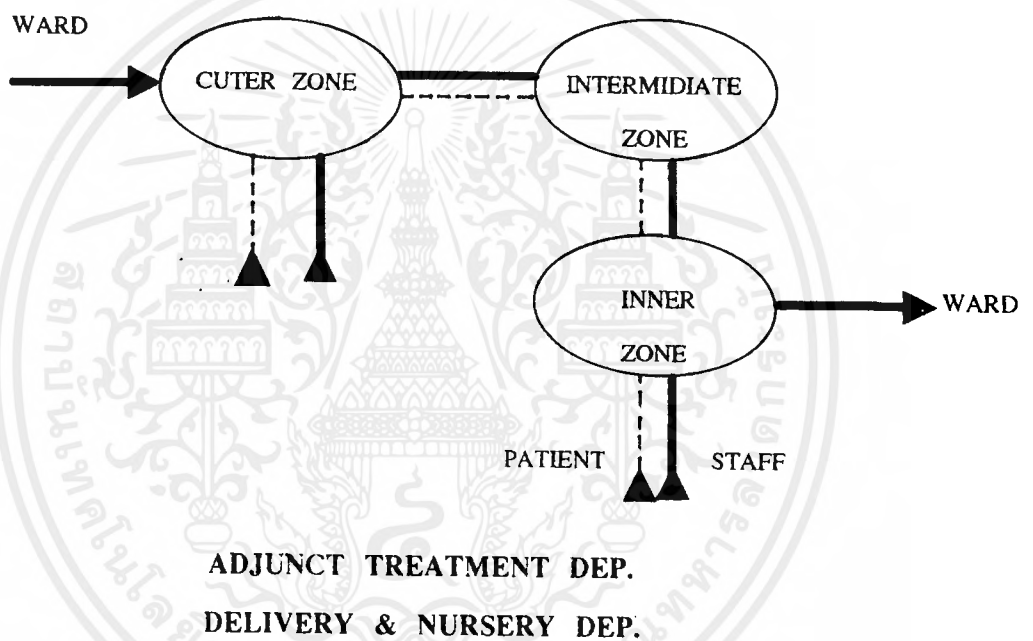 WARD
CUTER ZONE
INTERMIDIATE
ZONE
INNER
ZONE
WARD
PATIENT STAFF
ADJUNCT TREATMENT DEP.
DELIVERY & NURSERY DEP.